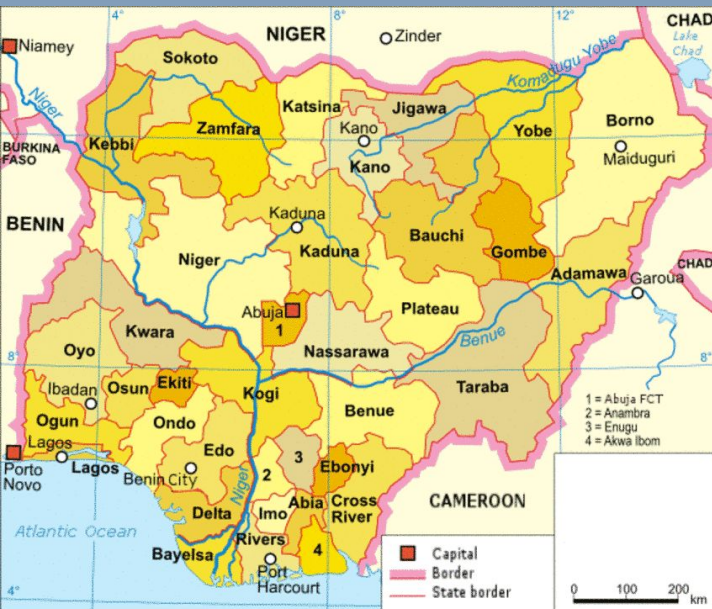 4°
8°
12°
CHAD
Lake
Chad
NIGER
Zinder
Niamey
Sokoto
Komadugu Yobe
Niger
Katsina
Jigawa
Kebbi
Zamfara
Kano
Yobe
Borno
Maiduguri
BURKINA
FASO
Kano
BENIN
Kaduna
Bauchi
Gombe
Kaduna
Niger
CHAD
Adamawa
Garoua
Abuja
1
Plateau
Kwara
Nassarawa
Benue
8°
8°
Oyo
Taraba
Ibadan
Osun
Ekiti
Kogi
Benue
1 = Abuja FCT
2 = Anambra
3 = Enugu
4 = Akwa Ibom
Ogun
Ondo
Lagos
Lagos
Edo
3
Ebonyi
Porto
Novo
Benin City
Niger
2
Cross
River
Abia
Imo
CAMEROON
Delta
Atlantic Ocean
Rivers
Bayelsa
4
Port
Harcourt
Capital
Border
State border
0
100
200
km
4°